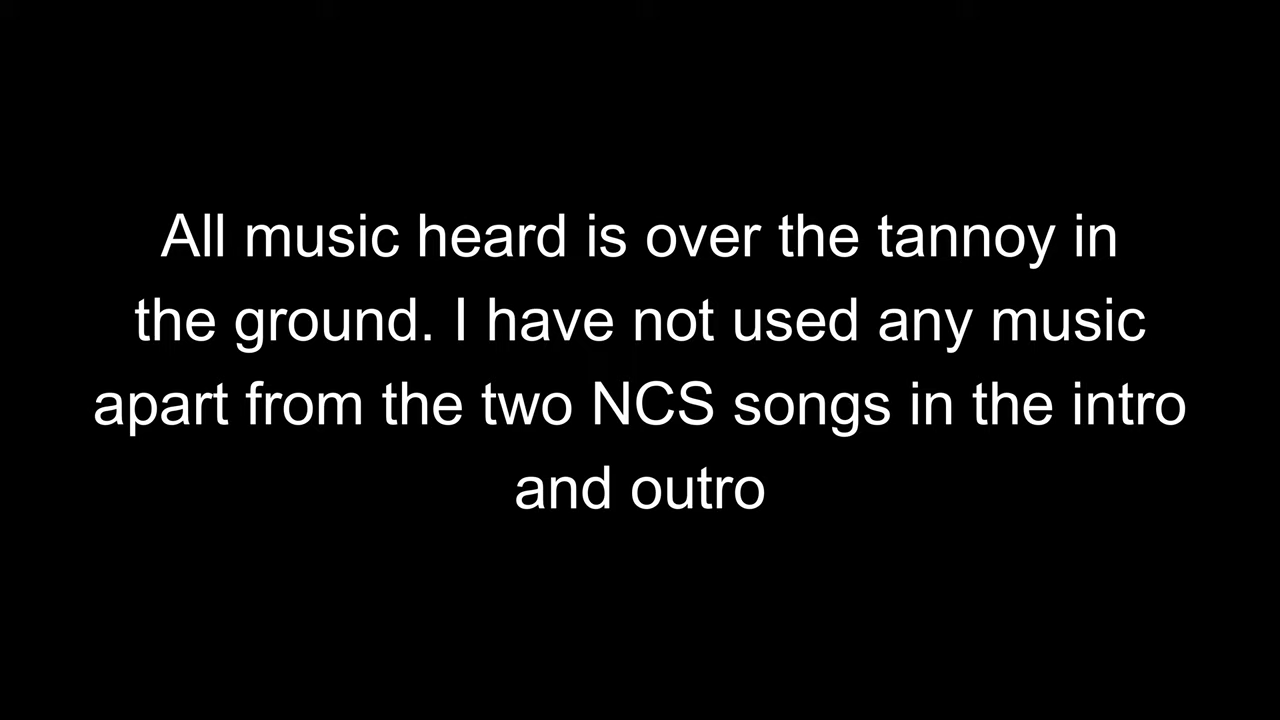 All music heard is over the tannoy in
the ground. I have not used any music
apart from the two NCS songs in the intro
and outro